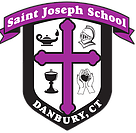 Saint Joseph School
DANBURY, CT